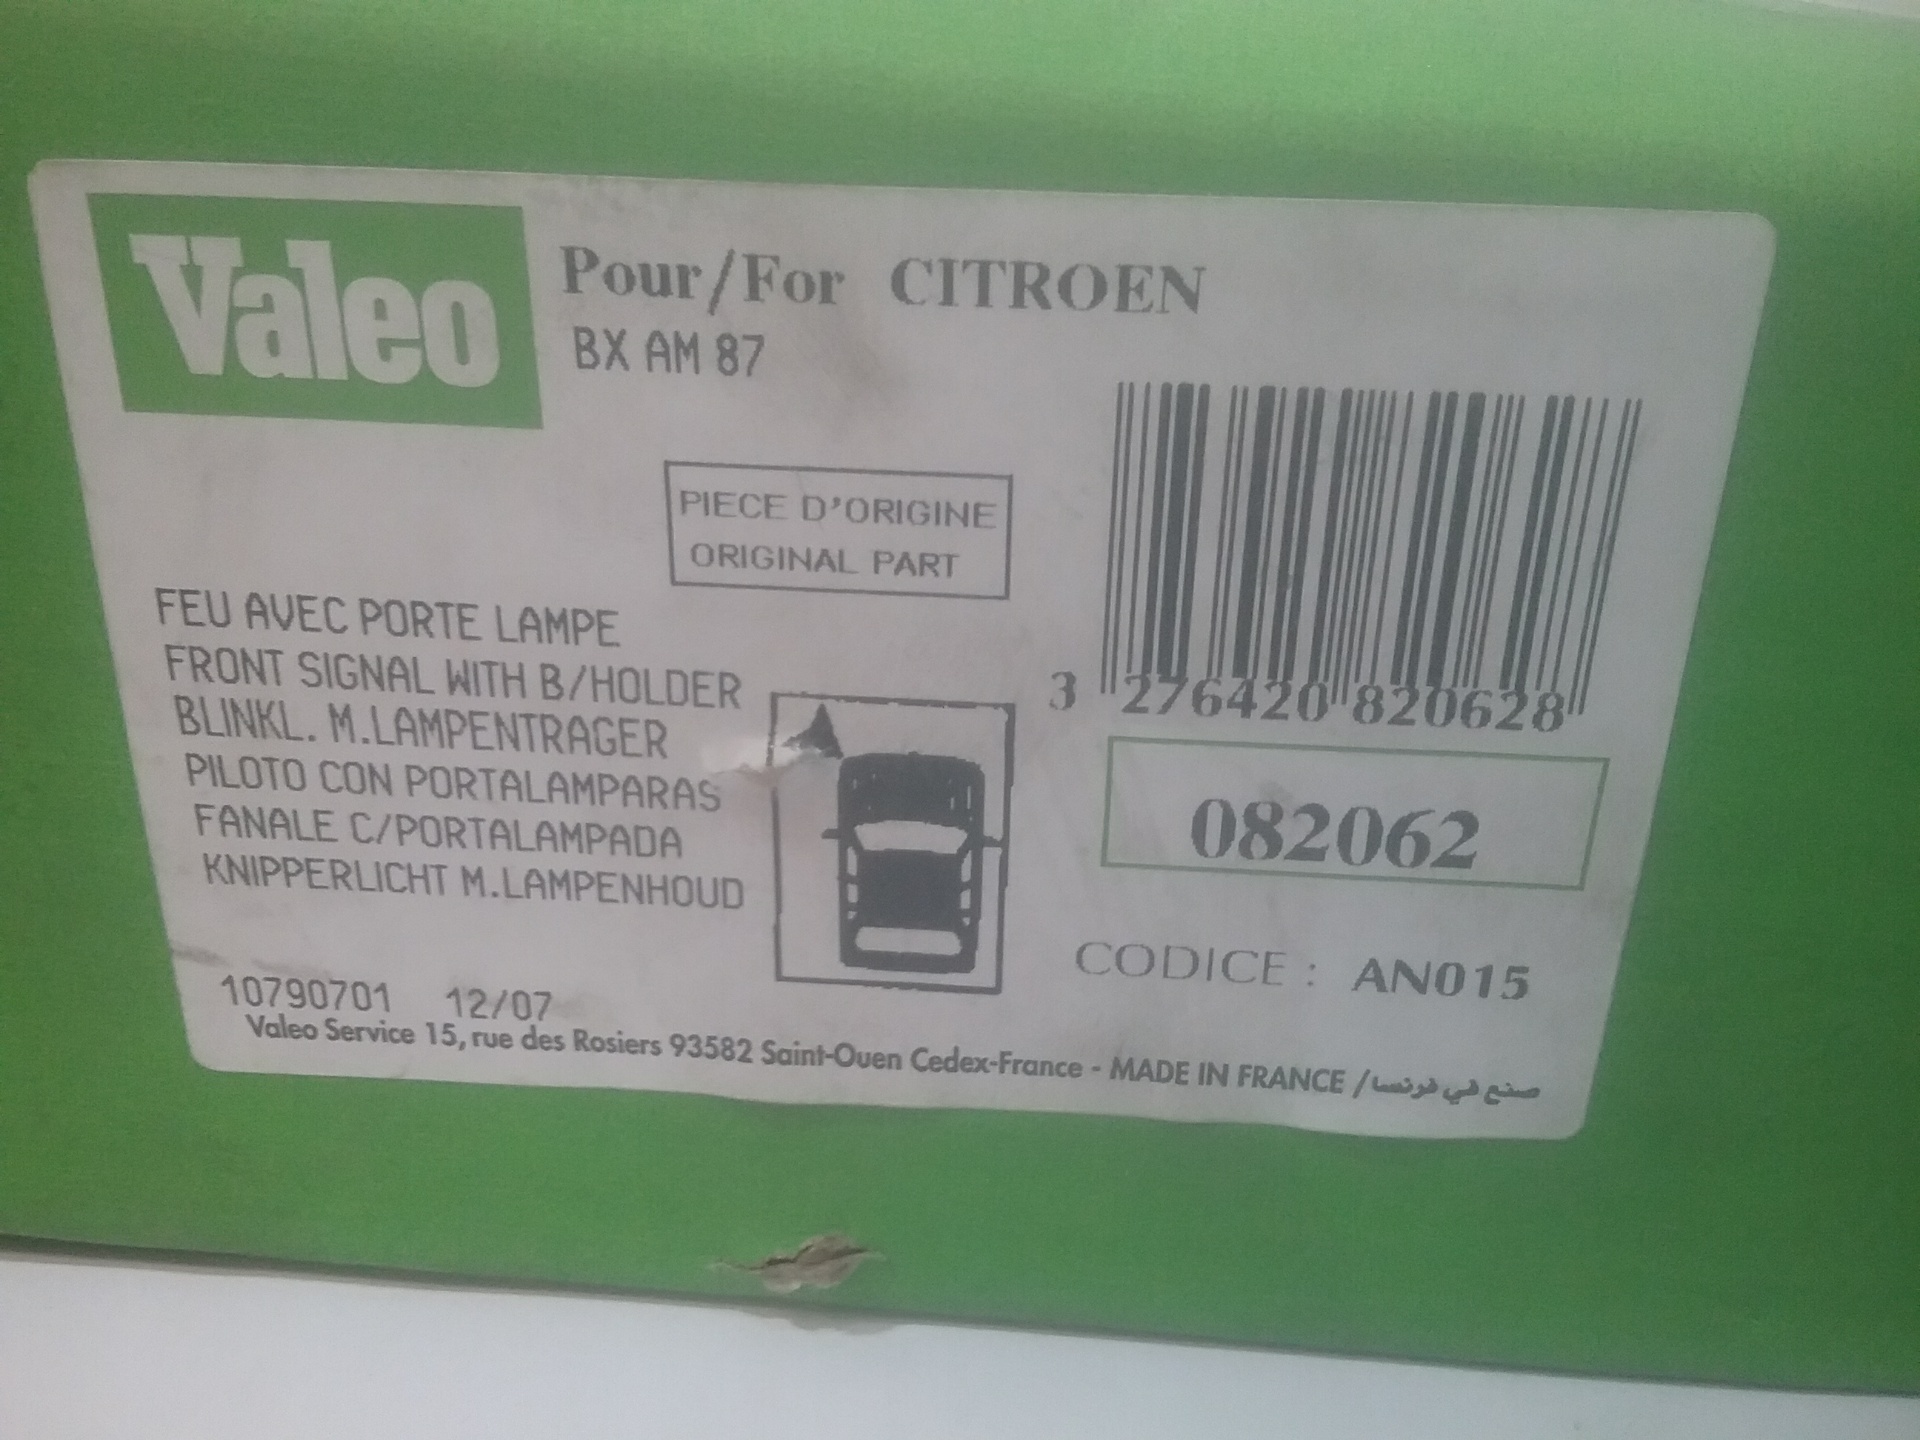 Valeo
Pour/For CITROEN
BX AM 87
PIECE D'ORIGINE
ORIGINAL PART
FEU AVEC PORTE LAMPE
FRONT SIGNAL WITH B/HOLDER
BLINKL. M.LAMPENTRAGER
PILOTO CON PORTALAMPARAS
FANALE C/PORTALAMPADA
KNIPPERLICHT M.LAMPENHOUD
3 276420 820628
082062
CODICE : AN015
10790701 12/07
Valeo Service 15, rue des Rosiers 93582 Saint-Ouen Cedex-France - MADE IN FRANCE / صنع في فرنسا